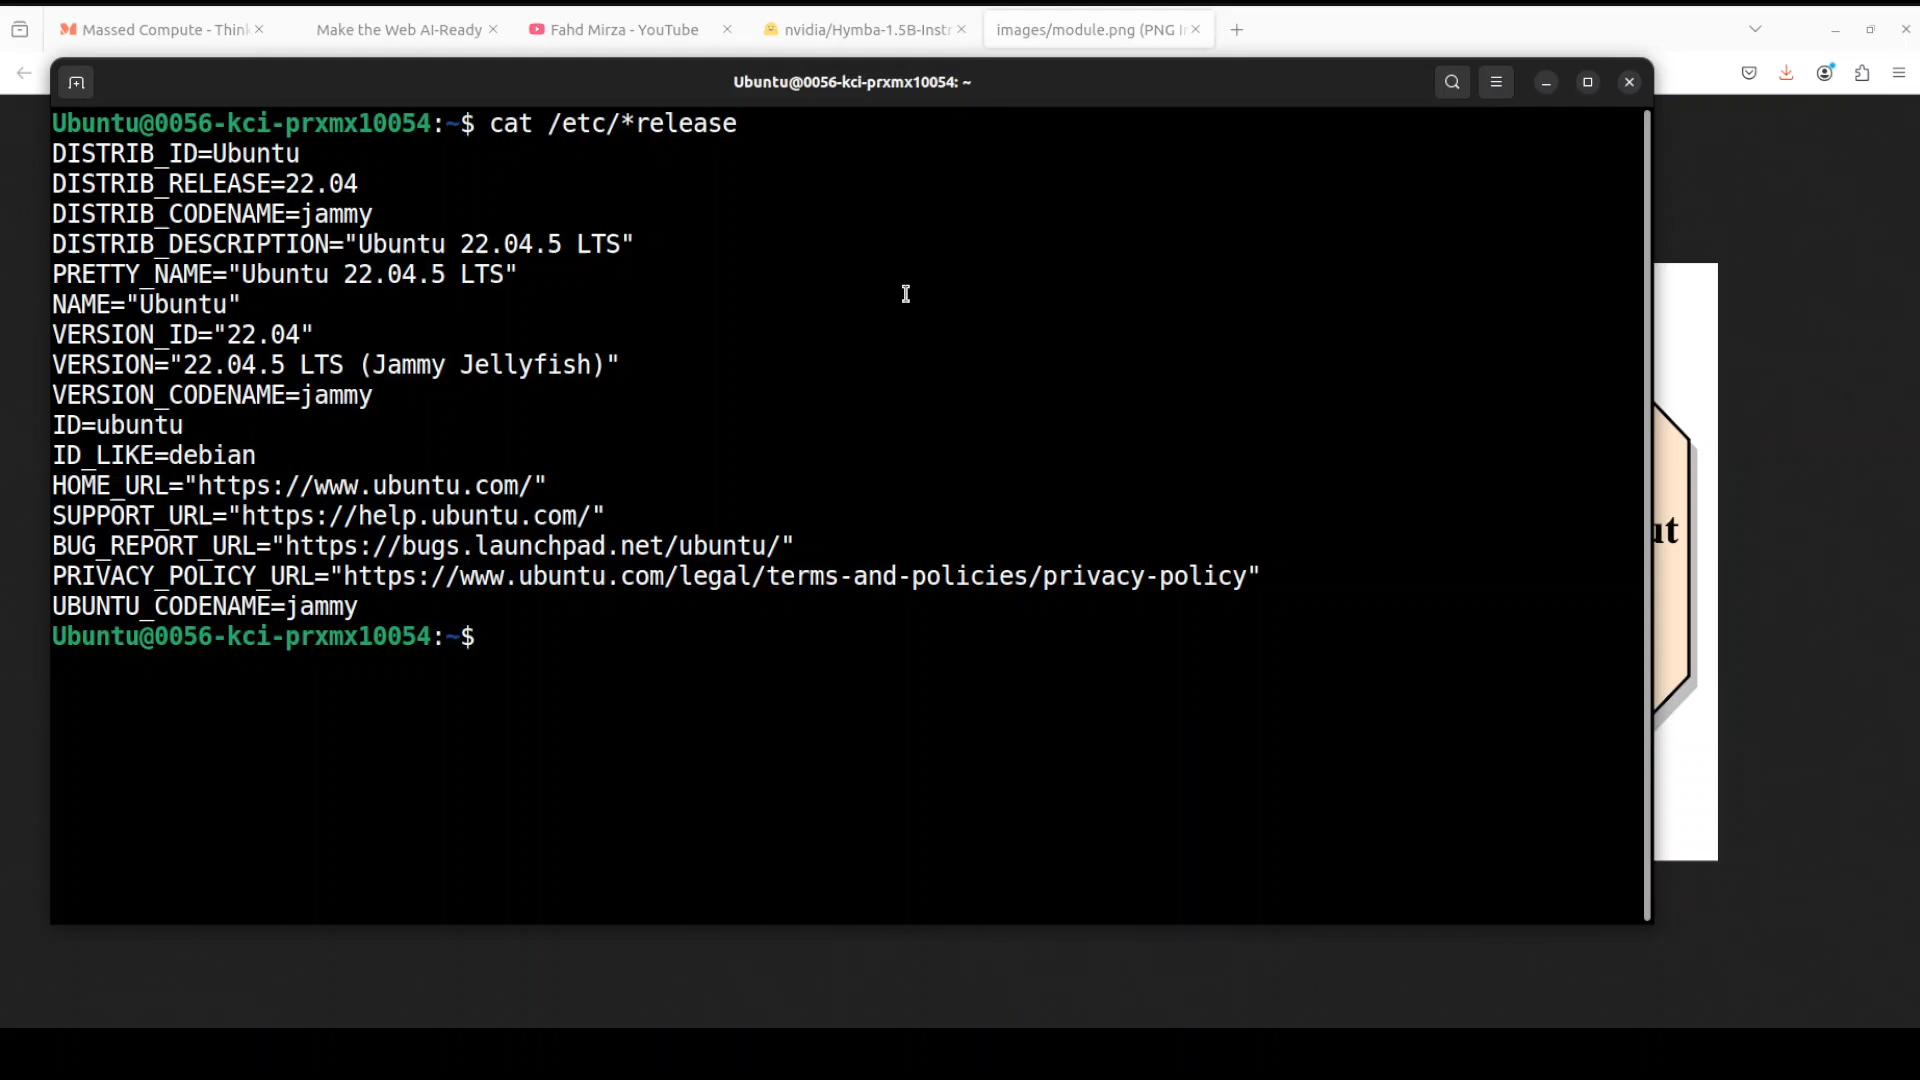 Massed Compute - Think
Make the Web AI-Ready
Fahd Mirza - YouTube
nvidia/Hymba-1.5B-Instr
images/module.png (PNG I
Ubuntu@0056-kci-prxmx10054: ~
Ubuntu@0056-kci-prxmx10054:~$ cat /etc/*release
DISTRIB_ID=Ubuntu
DISTRIB_RELEASE=22.04
DISTRIB_CODENAME=jammy
DISTRIB_DESCRIPTION="Ubuntu 22.04.5 LTS"
PRETTY_NAME="Ubuntu 22.04.5 LTS"
NAME="Ubuntu"
VERSION_ID="22.04"
VERSION="22.04.5 LTS (Jammy Jellyfish)"
VERSION_CODENAME=jammy
ID=ubuntu
ID_LIKE=debian
HOME_URL="https://www.ubuntu.com/"
SUPPORT_URL="https://help.ubuntu.com/"
BUG_REPORT_URL="https://bugs.launchpad.net/ubuntu/"
PRIVACY_POLICY_URL="https://www.ubuntu.com/legal/terms-and-policies/privacy-policy"
UBUNTU_CODENAME=jammy
Ubuntu@0056-kci-prxmx10054:~$